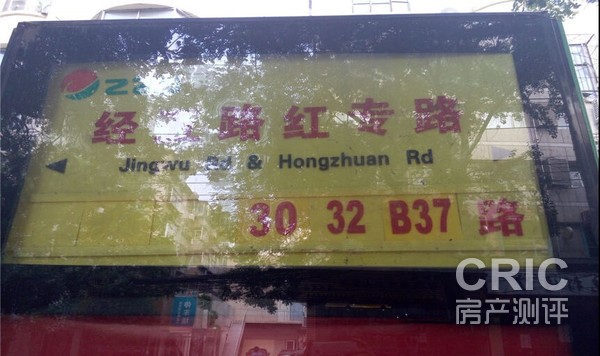 经五路红专路
Jingwu Rd & Hongzhuan Rd
30 32 B37 路
CRIC
房产测评